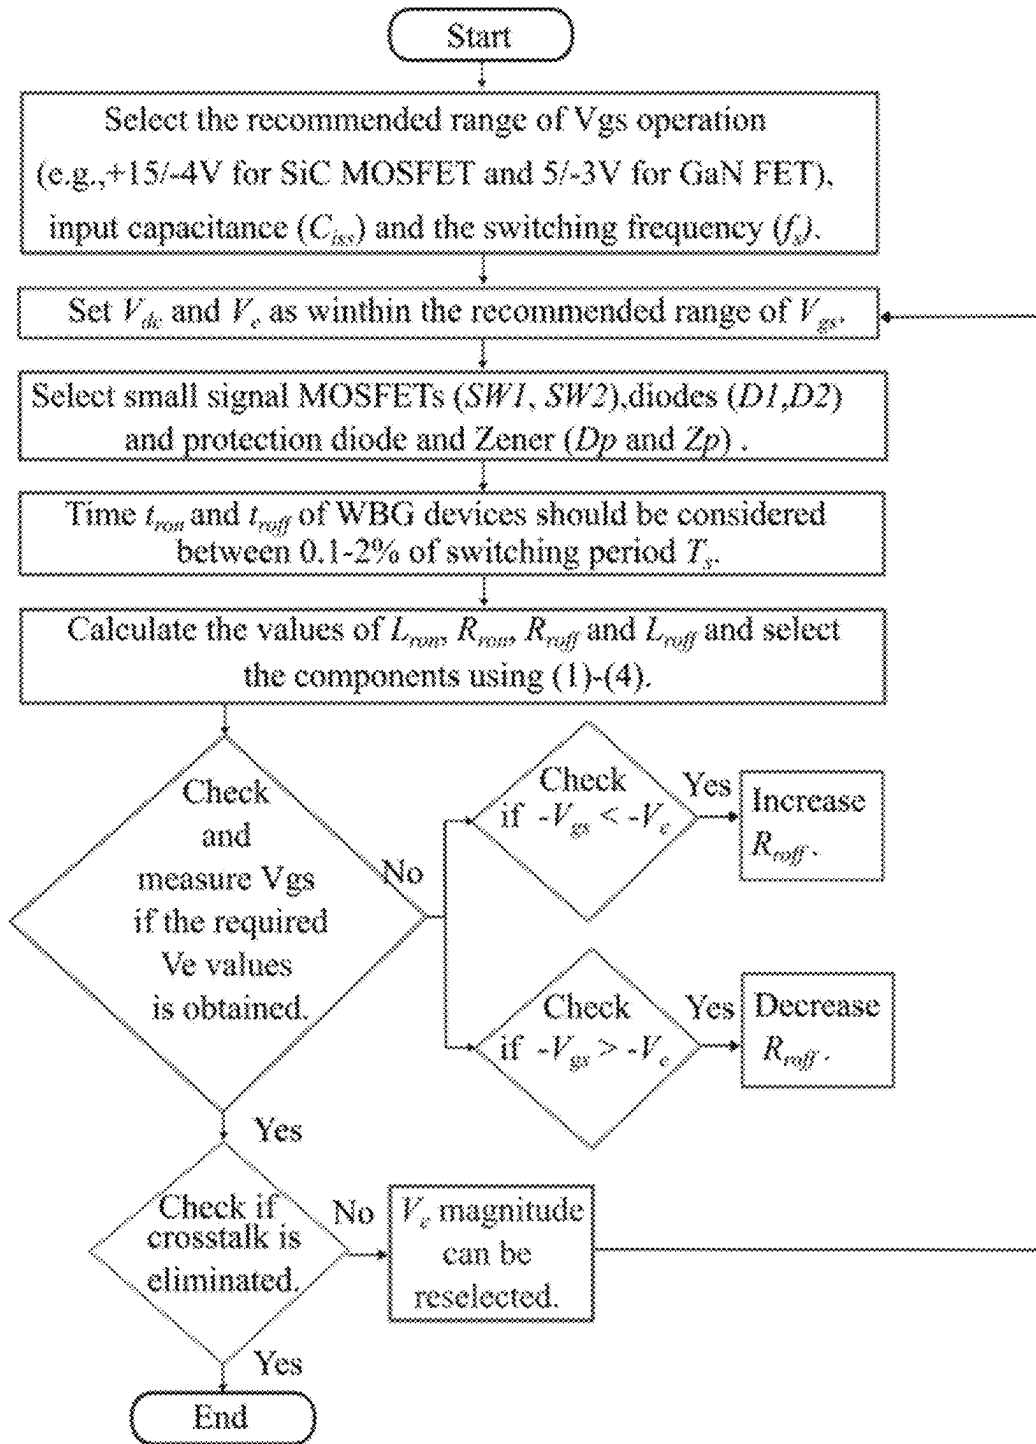 Start
Select the recommended range of Vgs operation
(e.g.,+15/-4V for SiC MOSFET and 5/-3V for GaN FET),
input capacitance (Ciss) and the switching frequency (fs).
Set Vdc and Ve as winthin the recommended range of Vgs.
Select small signal MOSFETs (SW1, SW2),diodes (D1,D2)
and protection diode and Zener (Dp and Zp) .
Time tron and troff of WBG devices should be considered
between 0.1-2% of switching period Ts.
Calculate the values of Lron, Rron, Rroff and Lroff and select
the components using (1)-(4).
Check
and
measure Vgs
if the required
Ve values
is obtained.
No
Check
if -Vgs < -Ve
Yes
Increase
Rroff .
Check
if -Vgs > -Ve
Yes
Decrease
Rroff .
Yes
Check if
crosstalk is
eliminated.
No
Ve magnitude
can be
reselected.
Yes
End